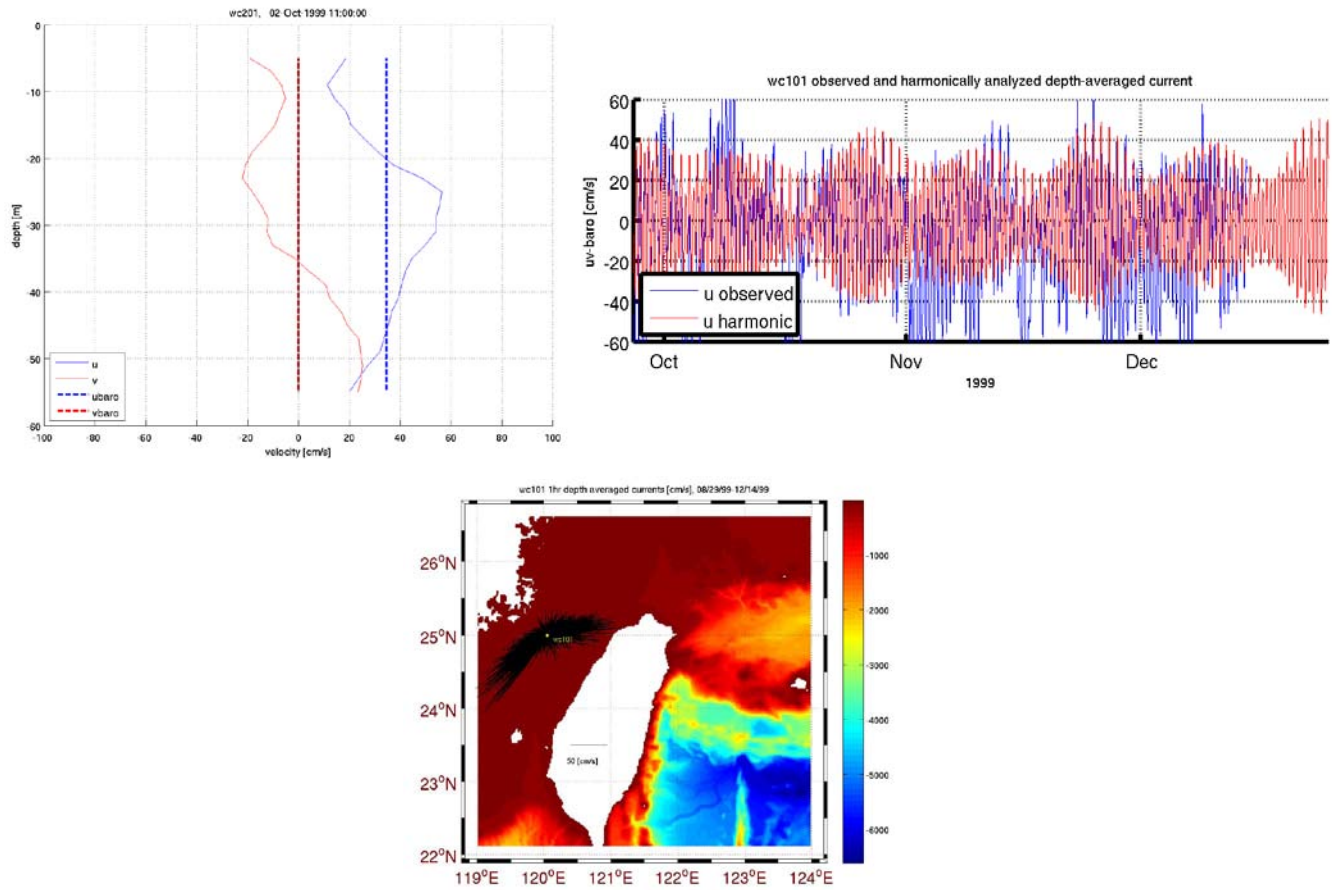 wc201, 02-Oct-1999 11:00:00
0
-10
-20
-30
-40
-50
-60
depth [m]
u
v
ubaro
vbaro
-100 -80 -60 -40 -20 0 20 40 60 80 100
velocity [cm/s]
wc101 observed and harmonically analyzed depth-averaged current
60
40
20
0
-20
-40
-60
uv-baro [cm/s]
u observed
u harmonic
Oct Nov Dec
1999
wc101 1hr depth averaged currents [cm/s], 08/29/99-12/14/99
26°N
25°N
24°N
23°N
22°N
wc101
50 [cm/s]
119°E 120°E 121°E 122°E 123°E 124°E
-1000
-2000
-3000
-4000
-5000
-6000